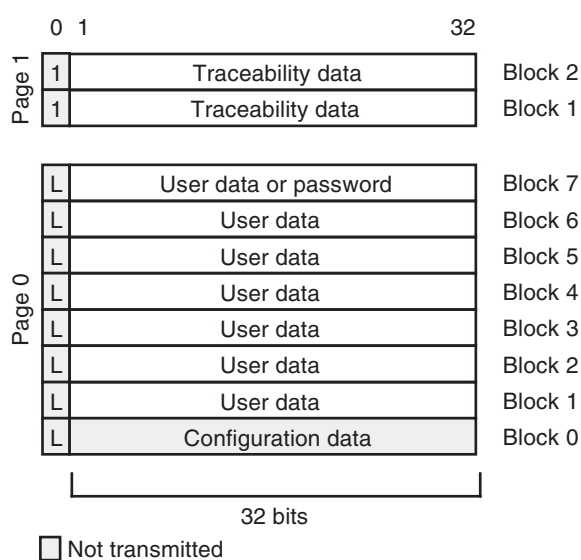 0 1 32
Page 1
1 Traceability data Block 2
1 Traceability data Block 1
Page 0
L User data or password Block 7
L User data Block 6
L User data Block 5
L User data Block 4
L User data Block 3
L User data Block 2
L User data Block 1
L Configuration data Block 0
32 bits
Not transmitted